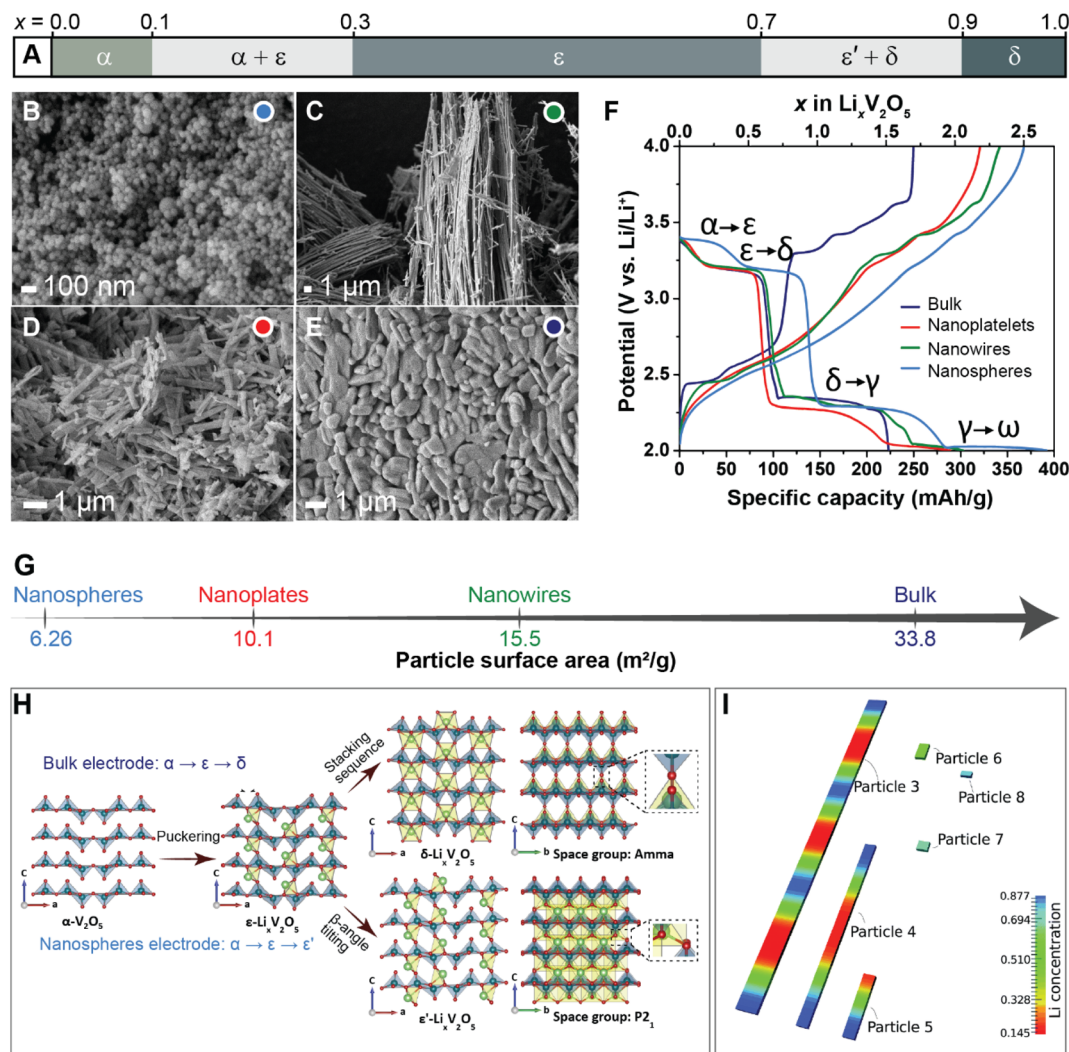 x = 0.0 0.1 0.3 0.7 0.9 1.0
A α α + ε ε ε′ + δ δ
B
100 nm
C
1 µm
D
1 µm
E
1 µm
F
x in LixV2O5
0.0 0.5 1.0 1.5 2.0 2.5
4.0
3.5
3.0
2.5
2.0
Potential (V vs. Li/Li+)
α→ε
ε→δ
δ→γ
γ→ω
Bulk
Nanoplatelets
Nanowires
Nanospheres
0 50 100 150 200 250 300 350 400
Specific capacity (mAh/g)
G
Nanospheres Nanoplates Nanowires Bulk
6.26 10.1 15.5 33.8
Particle surface area (m²/g)
H
Bulk electrode: α → ε → δ
Puckering
Stacking
sequence
β-angle
tilting
c
a
α-V2O5
c
a
ε-LixV2O5
Nanospheres electrode: α → ε → ε'
c
a
δ-LixV2O5
c
b
Space group: Amma
c
a
ε'-LixV2O5
c
b
Space group: P21
I
Particle 6
Particle 3
Particle 8
Particle 7
Particle 4
Particle 5
Li concentration
0.877
0.694
0.510
0.328
0.145